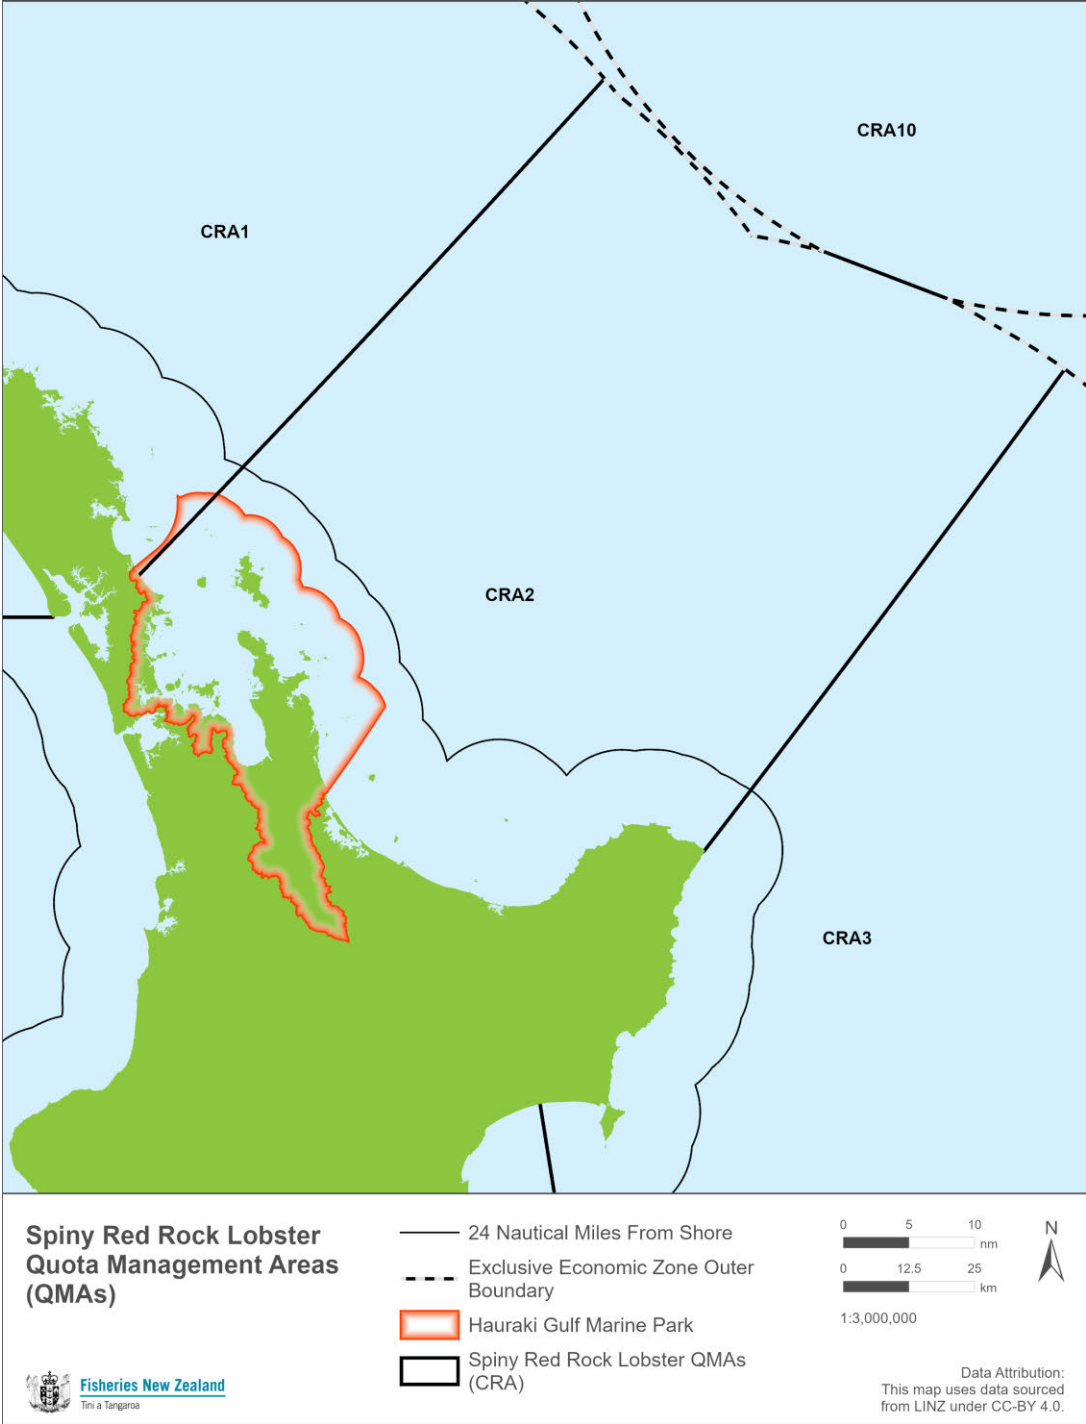 CRA10
CRA1
CRA2
CRA3
Spiny Red Rock Lobster
Quota Management Areas
(QMAs)
24 Nautical Miles From Shore
Exclusive Economic Zone Outer
Boundary
Hauraki Gulf Marine Park
Spiny Red Rock Lobster QMAs
(CRA)
0 5 10
nm
0 12.5 25
km
1:3,000,000
N
Fisheries New Zealand
Tini a Tangaroa
Data Attribution:
This map uses data sourced
from LINZ under CC-BY 4.0.